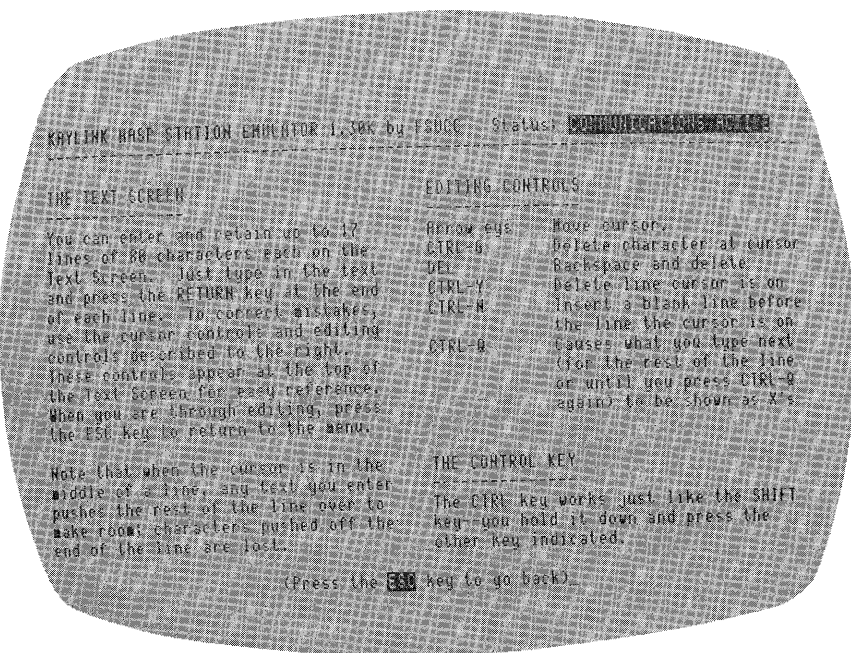 KAYLINK BASE STATION EMULATOR by Status: COMMUNICATIONS ACTIVE
THE TEXT SCREEN
You can enter and retain up to 17
lines of 80 characters each on the
Text Screen. Just type in the text
and press the RETURN key at the end
of each line. To correct mistakes,
use the cursor controls and editing
controls described to the right.
These controls appear at the top of
the Text Screen for easy reference.
When you are through editing, press
the ESC key to return to the menu.
Note that when the cursor is in the
middle of a line, any text you enter
pushes the rest of the line over to
make room; characters pushed off the
end of the line are lost.
EDITING CONTROLS
Arrow eys Move cursor.
CTRL-G Delete character at cursor
DEL Backspace and delete
CTRL-Y Delete line cursor is on
CTRL-N Insert a blank line before
the line the cursor is on
CTRL-Q Causes what you type next
(for the rest of the line
or until you press CTRL-Q
again) to be shown as X's
THE CONTROL KEY
The CTRL key works just like the SHIFT
key--you hold it down and press the
other key indicated.
(Press the ESC key to go back)_